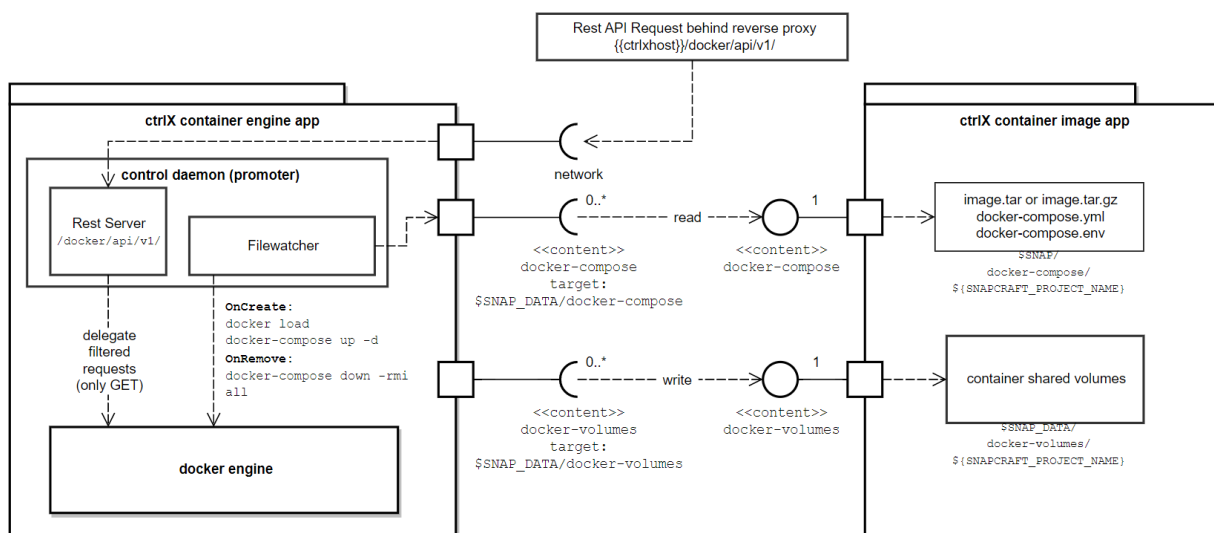 Rest API Request behind reverse proxy
{{ctrlxhost}}/docker/api/v1/
ctrlX container engine app
ctrlX container image app
control daemon (promoter)
network
Rest Server
/docker/api/v1/
Filewatcher
0..*
read
1
image.tar or image.tar.gz
docker-compose.yml
docker-compose.env
<<content>>
docker-compose
target:
$SNAP_DATA/docker-compose
<<content>>
docker-compose
$SNAP/
docker-compose/
${SNAPCRAFT_PROJECT_NAME}
OnCreate:
docker load
docker-compose up -d
OnRemove:
docker-compose down -rmi
all
delegate
filtered
requests
(only GET)
0..*
write
1
container shared volumes
<<content>>
docker-volumes
target:
$SNAP_DATA/docker-volumes
<<content>>
docker-volumes
$SNAP_DATA/
docker-volumes/
${SNAPCRAFT_PROJECT_NAME}
docker engine